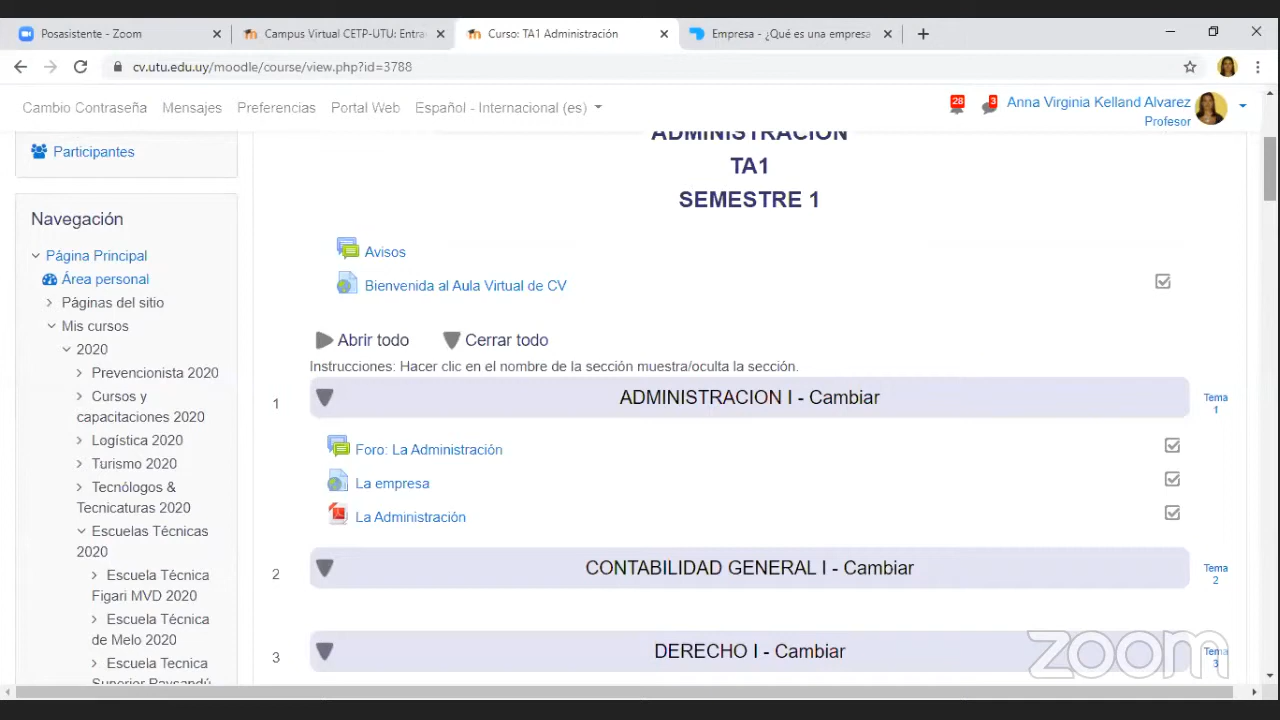 Posasistente - Zoom
Campus Virtual CETP-UTU: Entra
Curso: TA1 Administración
Empresa - ¿Qué es una empresa
cv.utu.edu.uy/moodle/course/view.php?id=3788
Cambio Contraseña Mensajes Preferencias Portal Web Español - Internacional (es)
28
3
Anna Virginia Kelland Alvarez
Profesor
Participantes
Navegación
Página Principal
Área personal
Páginas del sitio
Mis cursos
2020
Prevencionista 2020
Cursos y
capacitaciones 2020
Logística 2020
Turismo 2020
Tecnólogos &
Tecnicaturas 2020
Escuelas Técnicas
2020
Escuela Técnica
Figari MVD 2020
Escuela Técnica
de Melo 2020
Escuela Tecnica
Superior Paysandú
ADMINISTRACION
TA1
SEMESTRE 1
Avisos
Bienvenida al Aula Virtual de CV
Abrir todo Cerrar todo
Instrucciones: Hacer clic en el nombre de la sección muestra/oculta la sección.
1
ADMINISTRACION I - Cambiar
Tema
1
Foro: La Administración
La empresa
La Administración
2
CONTABILIDAD GENERAL I - Cambiar
Tema
2
3
DERECHO I - Cambiar
Tema
3
zoom